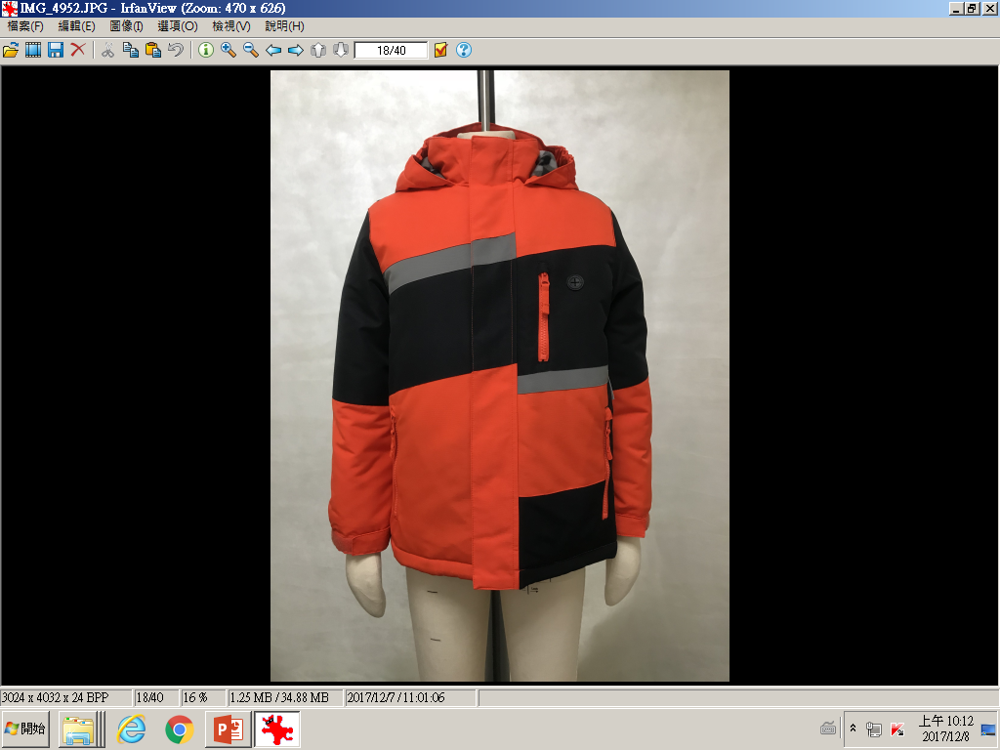 IMG_4952.JPG - IrfanView (Zoom: 470 x 626)
檔案(F) 編輯(E) 圖像(I) 選項(O) 檢視(V) 說明(H)
18/40
3024 x 4032 x 24 BPP 18/40 16 % 1.25 MB / 34.88 MB 2017/12/7 / 11:01:06
開始
上午 10:12
2017/12/8